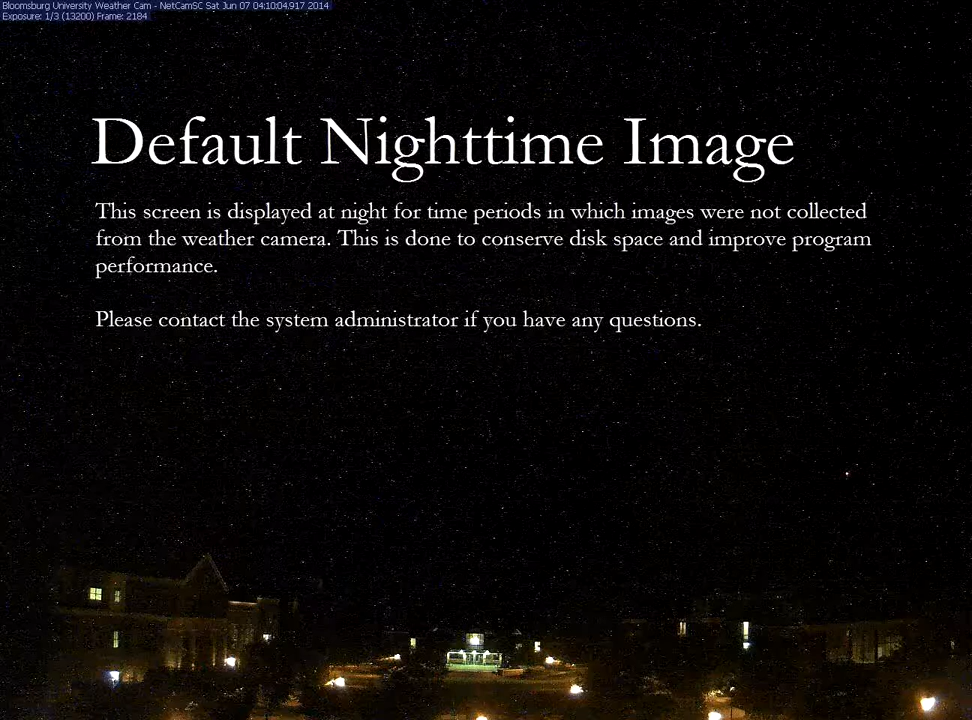 Bloomsburg University Weather Cam - NetCamSC Sat Jun 07 04:10:04.917 2014
Exposure: 1/3 (13200) Frame: 2184
Default Nighttime Image
This screen is displayed at night for time periods in which images were not collected
from the weather camera. This is done to conserve disk space and improve program
performance.
Please contact the system administrator if you have any questions.